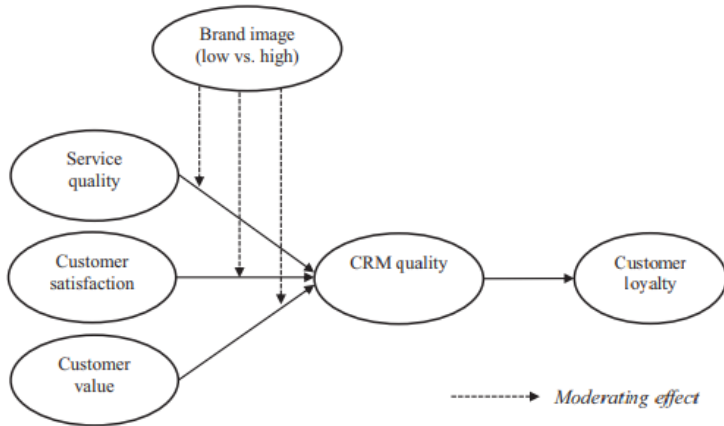 Brand image
(low vs. high)
Service
quality
Customer
satisfaction
CRM quality
Customer
loyalty
Customer
value
Moderating effect